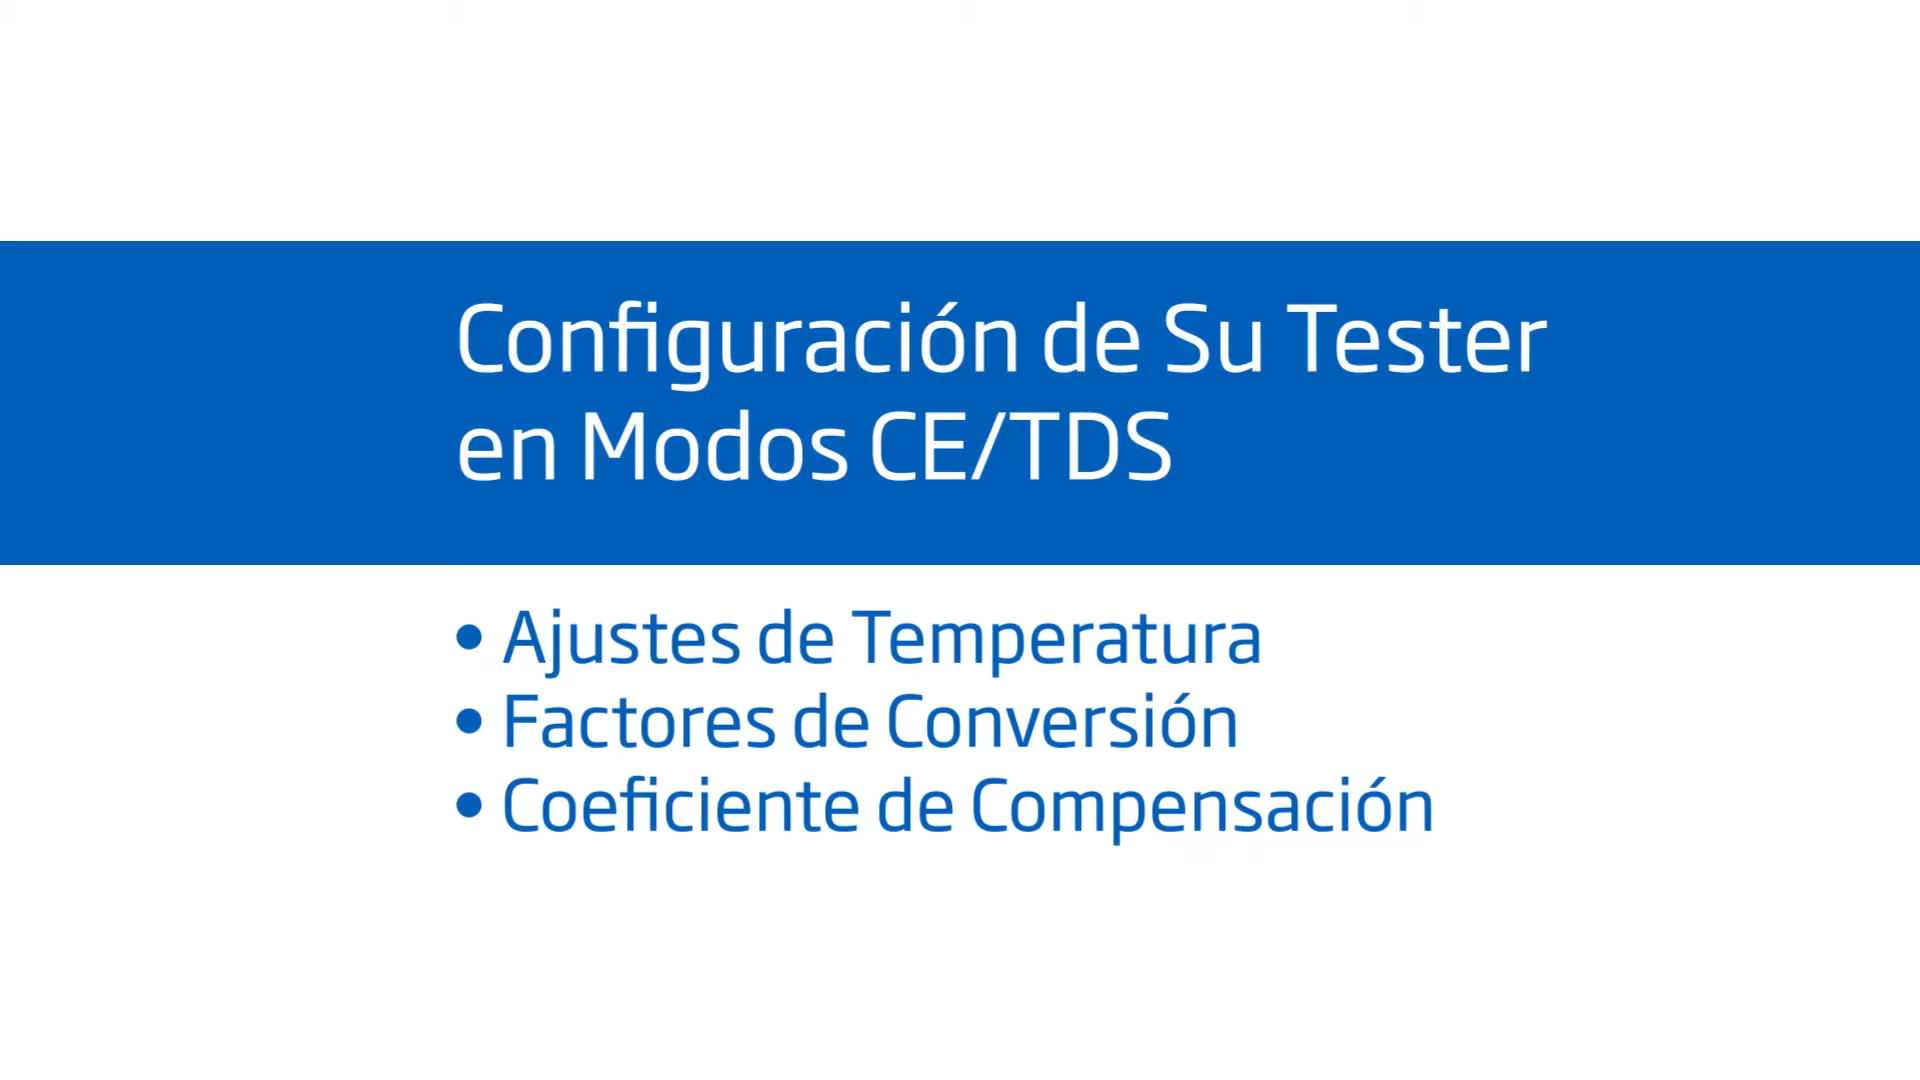 Configuración de Su Tester
en Modos CE/TDS
• Ajustes de Temperatura
• Factores de Conversión
• Coeficiente de Compensación